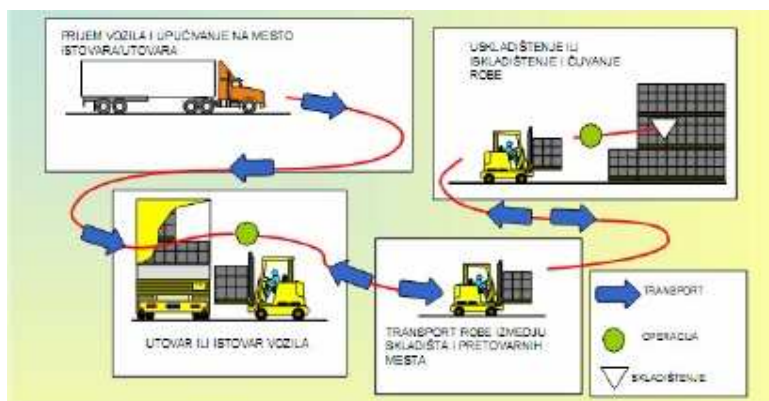 PRIJEM VOZILA I UPUĆIVANJE NA MESTO
ISTOVARA/UTOVARA
USKLADIŠTENJE ILI
ISKLADIŠTENJE I ČUVANJE
ROBE
UTOVAR ILI ISTOVAR VOZILA
TRANSPORT ROBE IZMEDJU
SKLADIŠTA I PRETOVARNIH
MESTA
TRANSPORT
OPERACIJA
SKLADIŠTENJE